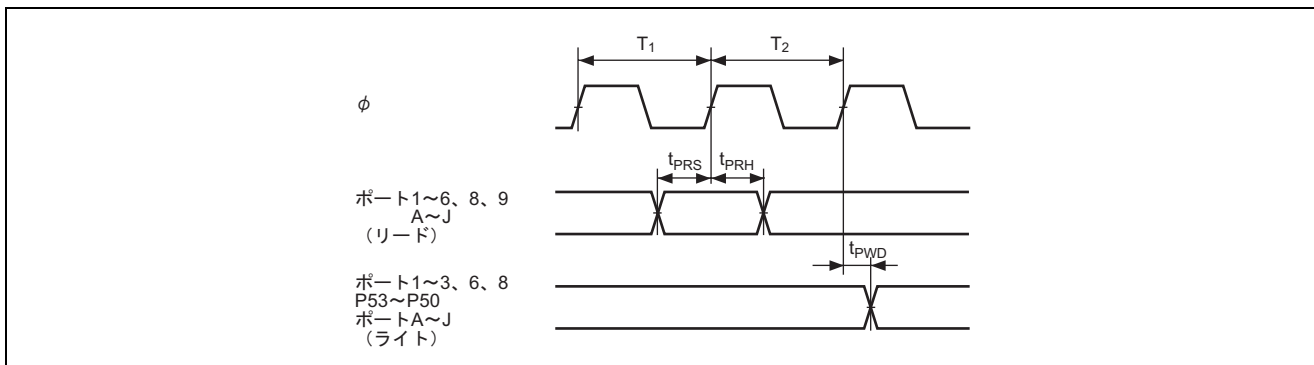 T1 T2
φ
tPRS tPRH
ポート1～6、8、9
A～J
（リード）
tPWD
ポート1～3、6、8
P53～P50
ポートA～J
（ライト）